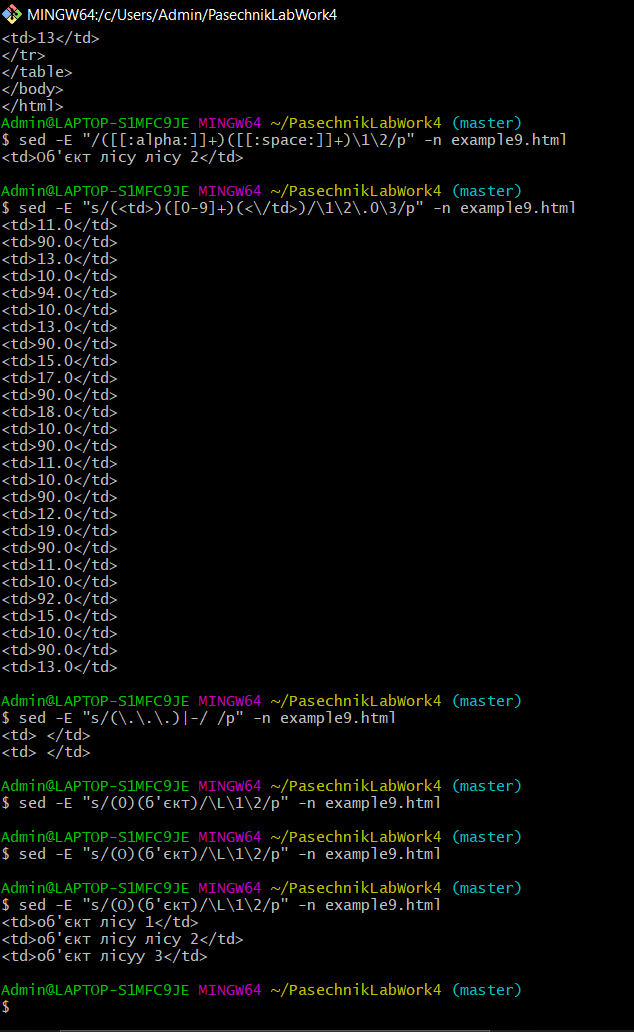 MINGW64:/c/Users/Admin/PasechnikLabWork4
<td>13</td>
</tr>
</table>
</body>
</html>
Admin@LAPTOP-S1MFC9JE MINGW64 ~/PasechnikLabWork4 (master)
$ sed -E "/([[:alpha:]]+)([[:space:]]+)\1\2/p" -n example9.html
<td>Об'єкт лісу лісу 2</td>
Admin@LAPTOP-S1MFC9JE MINGW64 ~/PasechnikLabWork4 (master)
$ sed -E "s/(<td>)([0-9]+)(<\/td>)/\1\2\.0\3/p" -n example9.html
<td>11.0</td>
<td>90.0</td>
<td>13.0</td>
<td>10.0</td>
<td>94.0</td>
<td>10.0</td>
<td>13.0</td>
<td>90.0</td>
<td>15.0</td>
<td>17.0</td>
<td>90.0</td>
<td>18.0</td>
<td>10.0</td>
<td>90.0</td>
<td>11.0</td>
<td>10.0</td>
<td>90.0</td>
<td>12.0</td>
<td>19.0</td>
<td>90.0</td>
<td>11.0</td>
<td>10.0</td>
<td>92.0</td>
<td>15.0</td>
<td>10.0</td>
<td>90.0</td>
<td>13.0</td>
Admin@LAPTOP-S1MFC9JE MINGW64 ~/PasechnikLabWork4 (master)
$ sed -E "s/(\.\.\.)|-/ /p" -n example9.html
<td> </td>
<td> </td>
Admin@LAPTOP-S1MFC9JE MINGW64 ~/PasechnikLabWork4 (master)
$ sed -E "s/(О)(б'єкт)/\L\1\2/p" -n example9.html
Admin@LAPTOP-S1MFC9JE MINGW64 ~/PasechnikLabWork4 (master)
$ sed -E "s/(О)(б'єкт)/\L\1\2/p" -n example9.html
Admin@LAPTOP-S1MFC9JE MINGW64 ~/PasechnikLabWork4 (master)
$ sed -E "s/(О)(б'єкт)/\L\1\2/p" -n example9.html
<td>об'єкт лісу 1</td>
<td>об'єкт лісу лісу 2</td>
<td>об'єкт лісуу 3</td>
Admin@LAPTOP-S1MFC9JE MINGW64 ~/PasechnikLabWork4 (master)
$